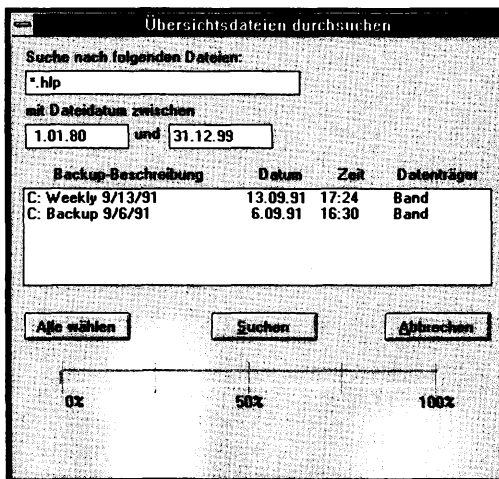 Übersichtsdateien durchsuchen
Suche nach folgenden Dateien:
*.hlp
mit Dateidatum zwischen
1.01.80 und 31.12.99
Backup-Beschreibung Datum Zeit Datenträger
C: Weekly 9/13/91 13.09.91 17:24 Band
C: Backup 9/6/91 6.09.91 16:30 Band
Alle wählen Suchen Abbrechen
0% 50% 100%